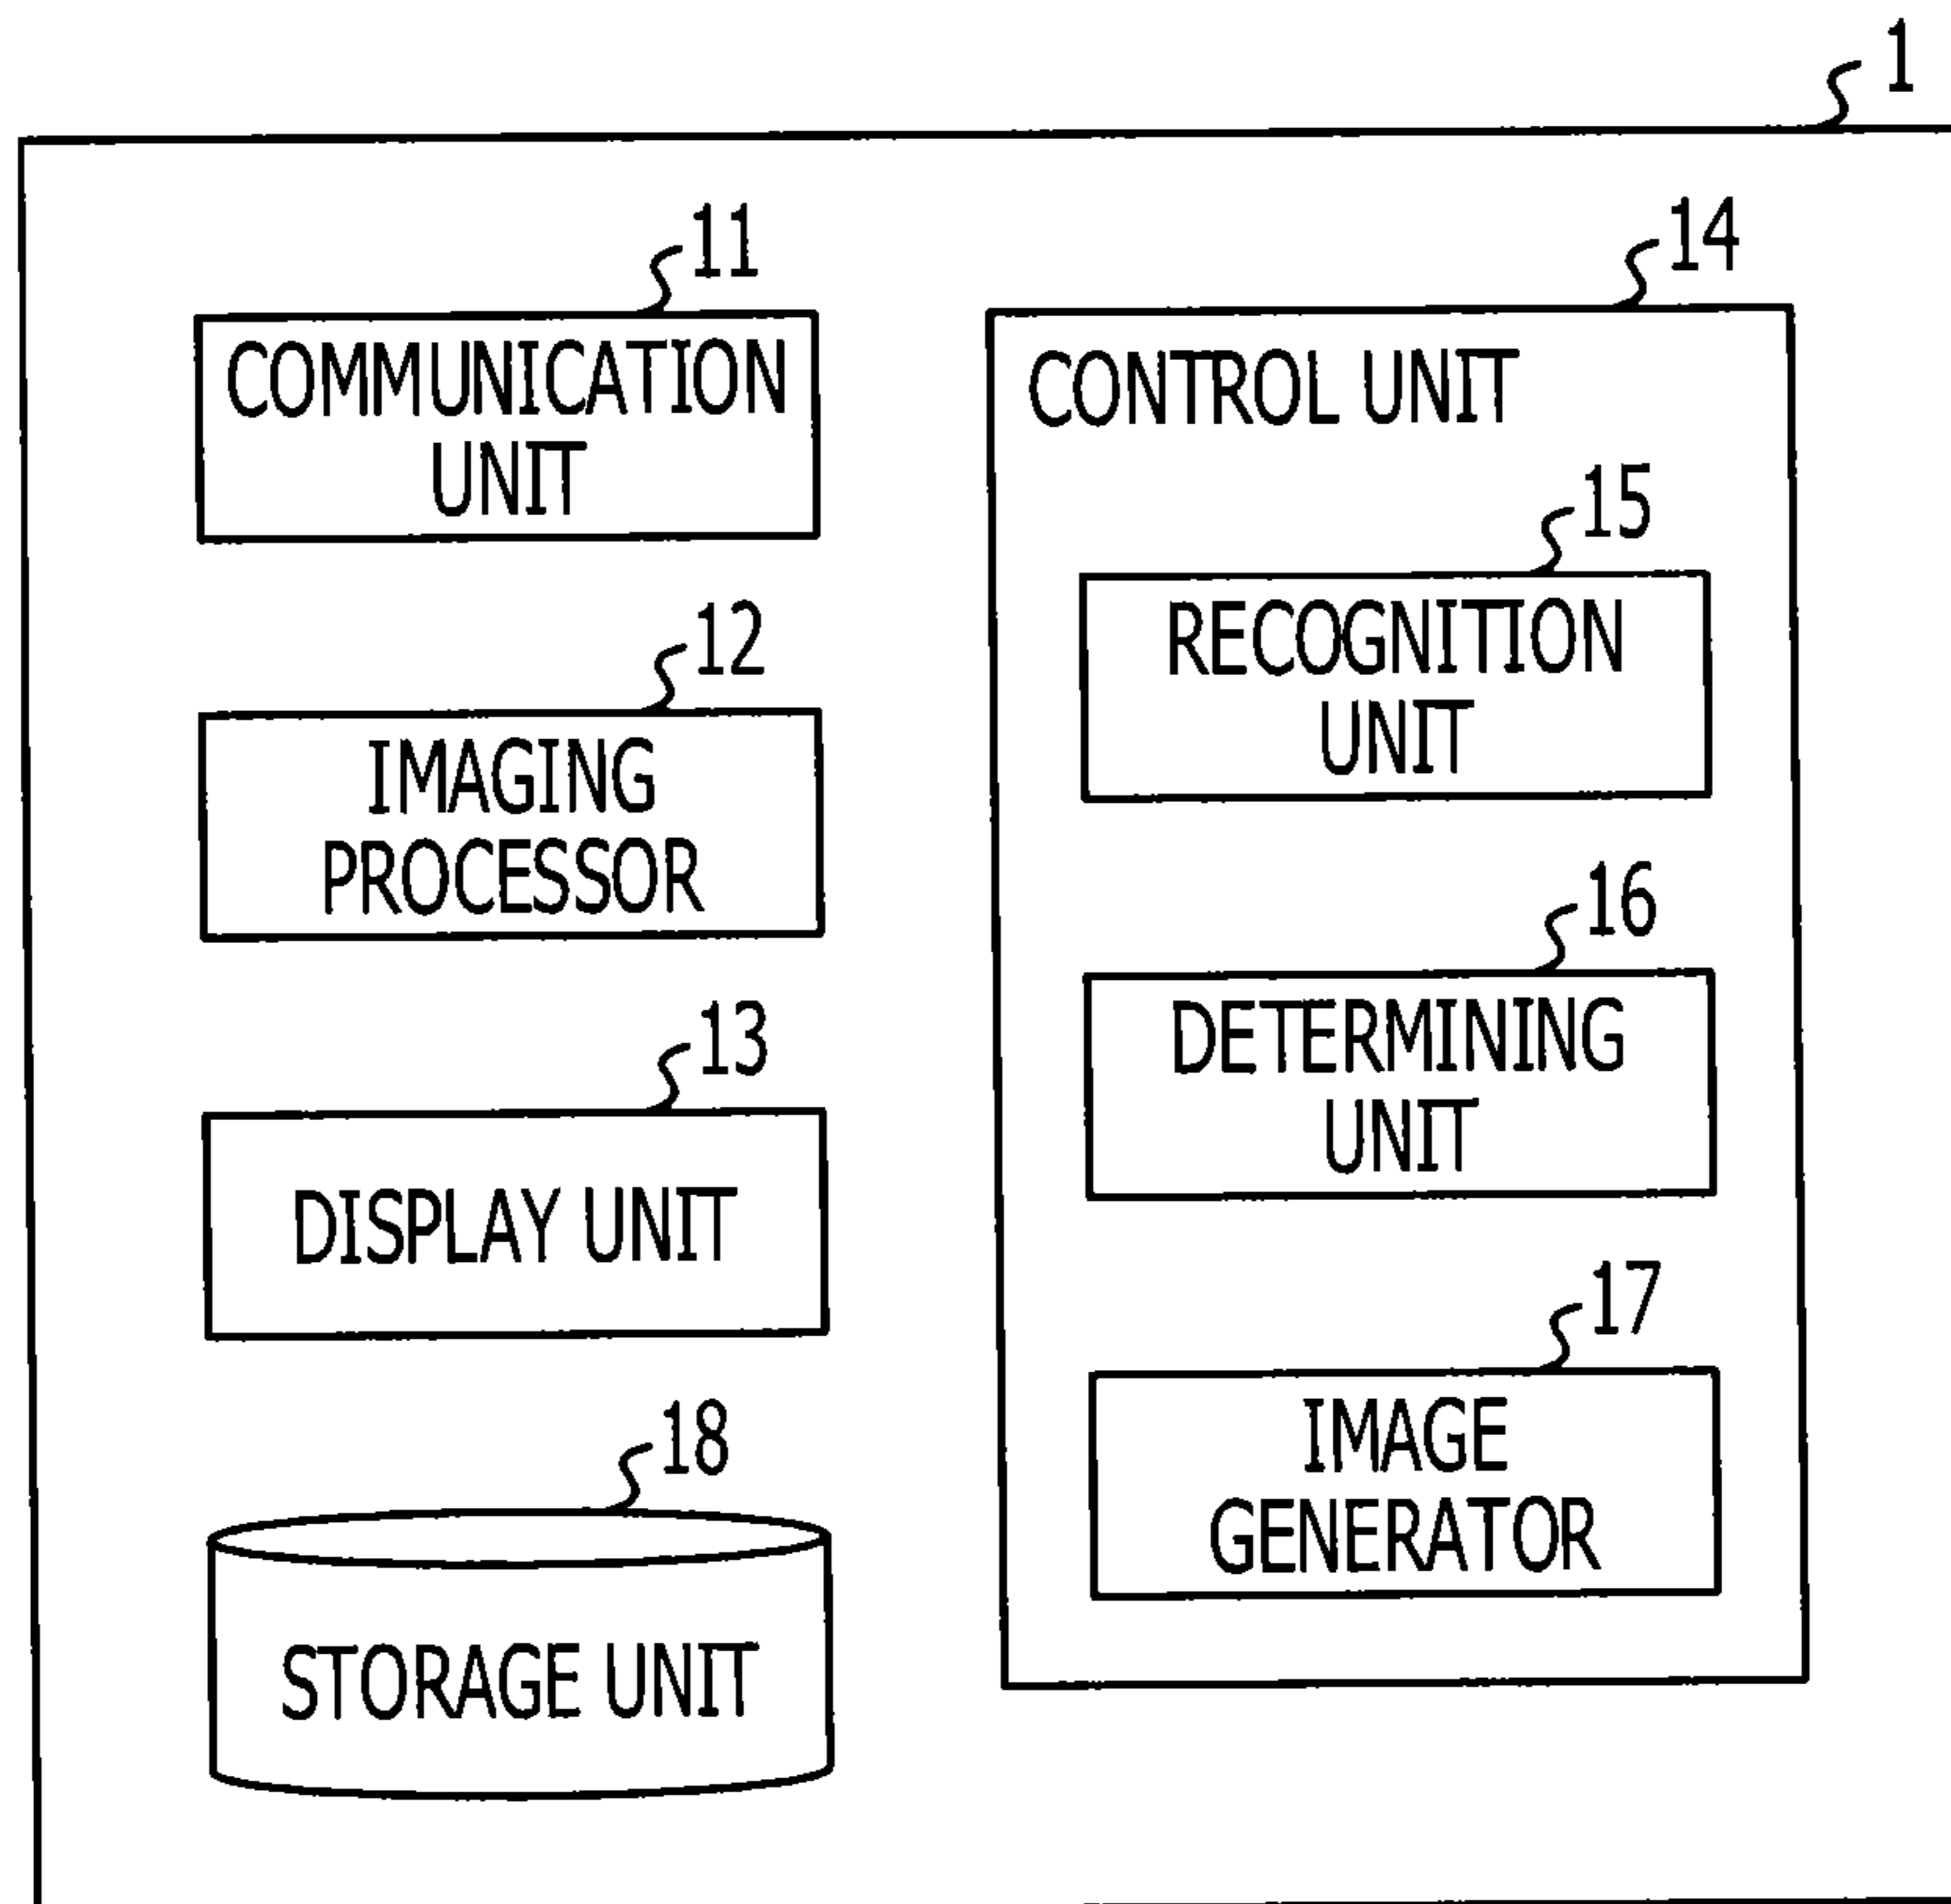 1
11
COMMUNICATION
UNIT
12
IMAGING
PROCESSOR
13
DISPLAY UNIT
18
STORAGE UNIT
14
CONTROL UNIT
15
RECOGNITION
UNIT
16
DETERMINING
UNIT
17
IMAGE
GENERATOR